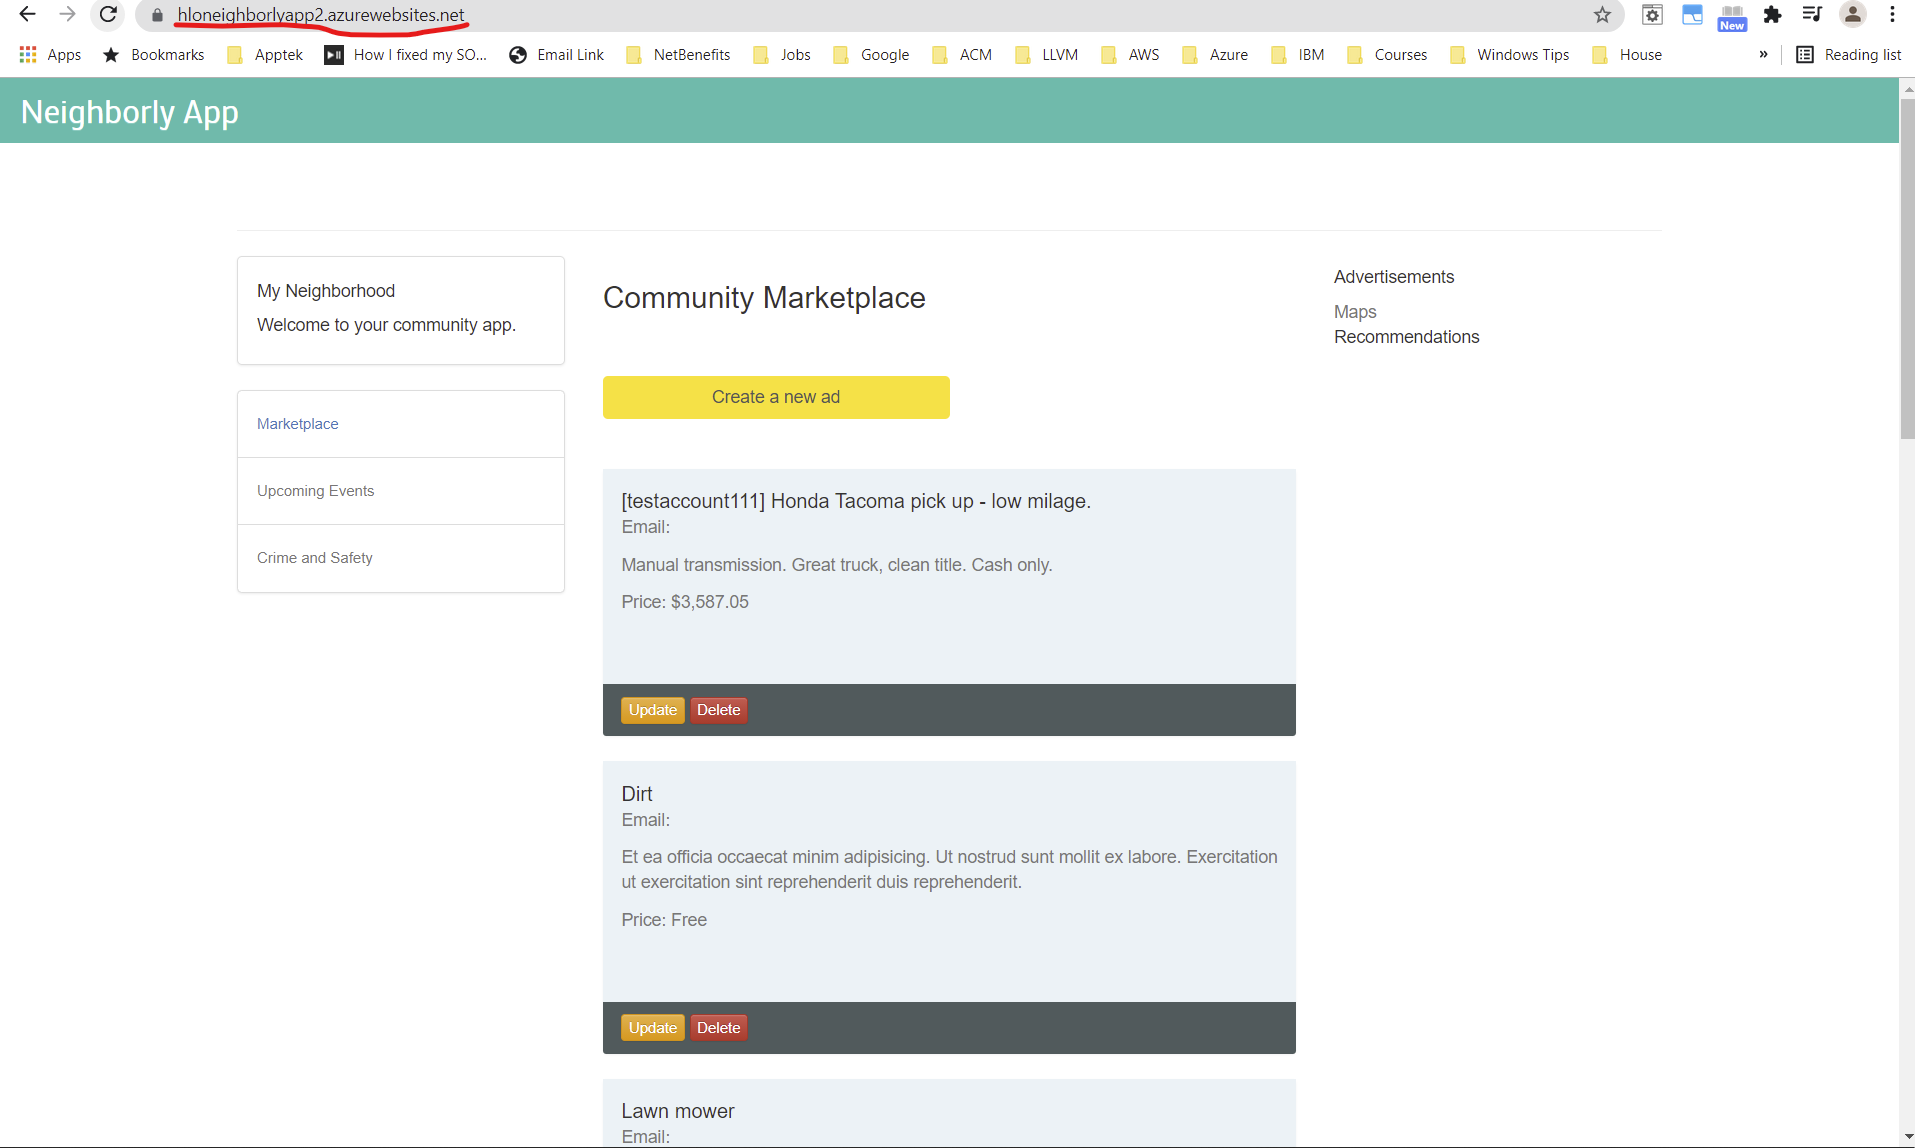 hloneighborlyapp2.azurewebsites.net
New
Apps
Bookmarks
Apptek
How I fixed my SO...
Email Link
NetBenefits
Jobs
Google
ACM
LLVM
AWS
Azure
IBM
Courses
Windows Tips
House
»
Reading list
Neighborly App
My Neighborhood
Welcome to your community app.
Marketplace
Upcoming Events
Crime and Safety
Community Marketplace
Create a new ad
[testaccount111] Honda Tacoma pick up - low milage.
Email:
Manual transmission. Great truck, clean title. Cash only.
Price: $3,587.05
Update Delete
Dirt
Email:
Et ea officia occaecat minim adipisicing. Ut nostrud sunt mollit ex labore. Exercitation
ut exercitation sint reprehenderit duis reprehenderit.
Price: Free
Update Delete
Lawn mower
Email:
Advertisements
Maps
Recommendations